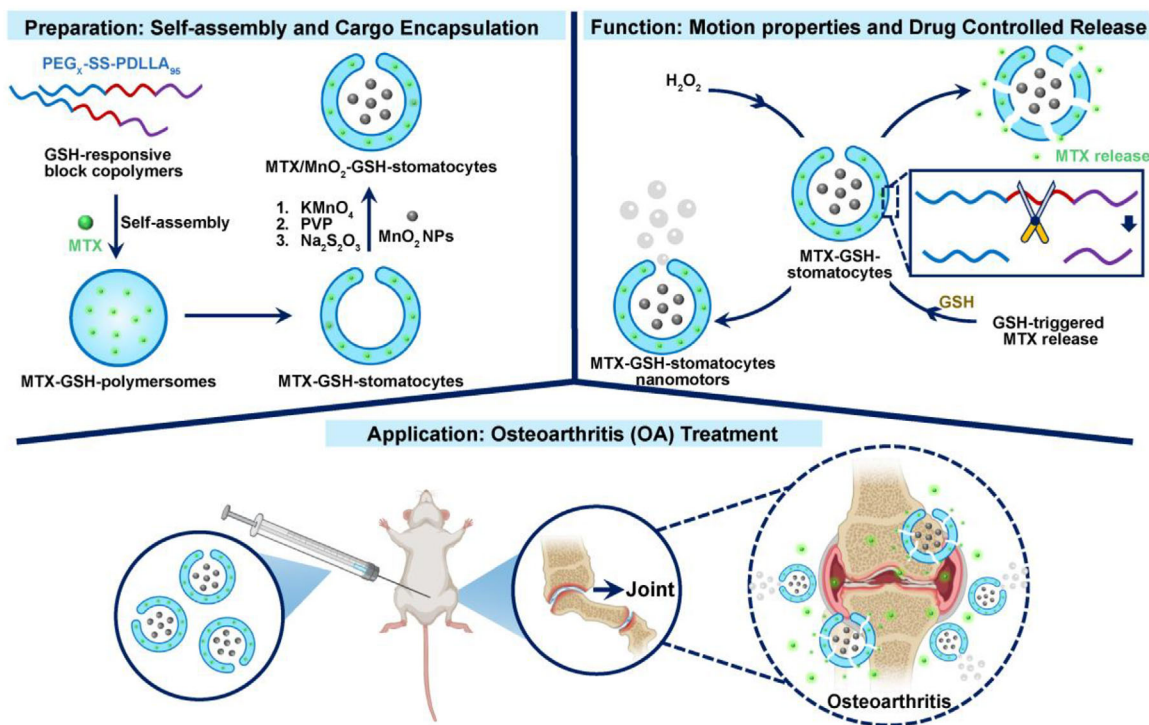 Preparation: Self-assembly and Cargo Encapsulation
PEGₓ-SS-PDLLA₉₅
GSH-responsive
block copolymers
MTX
Self-assembly
MTX-GSH-polymersomes
MTX-GSH-stomatocytes
1. KMnO₄
2. PVP
3. Na₂S₂O₃
MnO₂ NPs
MTX/MnO₂-GSH-stomatocytes
Function: Motion properties and Drug Controlled Release
H₂O₂
MTX release
MTX-GSH-
stomatocytes
GSH
GSH-triggered
MTX release
MTX-GSH-stomatocytes
nanomotors
Application: Osteoarthritis (OA) Treatment
Joint
Osteoarthritis